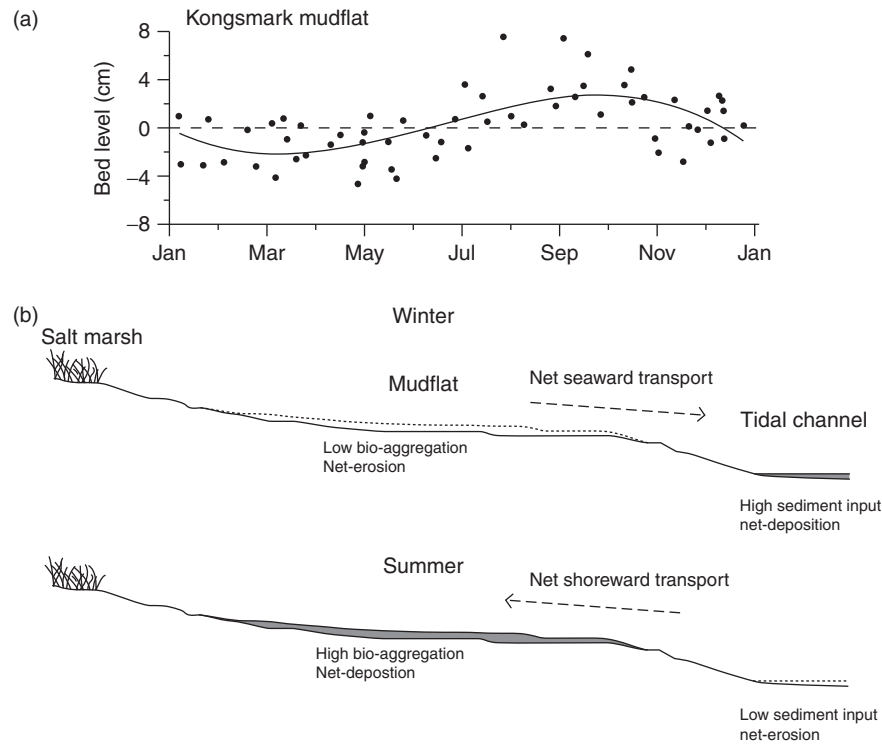 (a)
Kongsmark mudflat
8
4
0
−4
−8
Bed level (cm)
Jan
Mar
May
Jul
Sep
Nov
Jan
(b)
Winter
Salt marsh
Mudflat
Net seaward transport
Tidal channel
Low bio-aggregation
Net-erosion
High sediment input
net-deposition
Summer
Net shoreward transport
High bio-aggregation
Net-depostion
Low sediment input
net-erosion